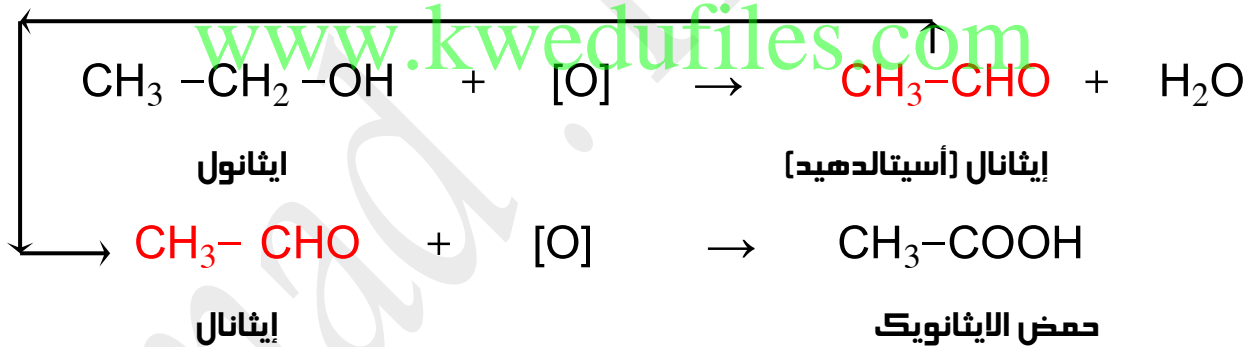 www.kwedufiles.com
CH₃ –CH₂ –OH + [O] → CH₃–CHO + H₂O
ايثانول إيثانال (أسيتالدهيد)
CH₃– CHO + [O] → CH₃–COOH
إيثانال حمض الايثانويك